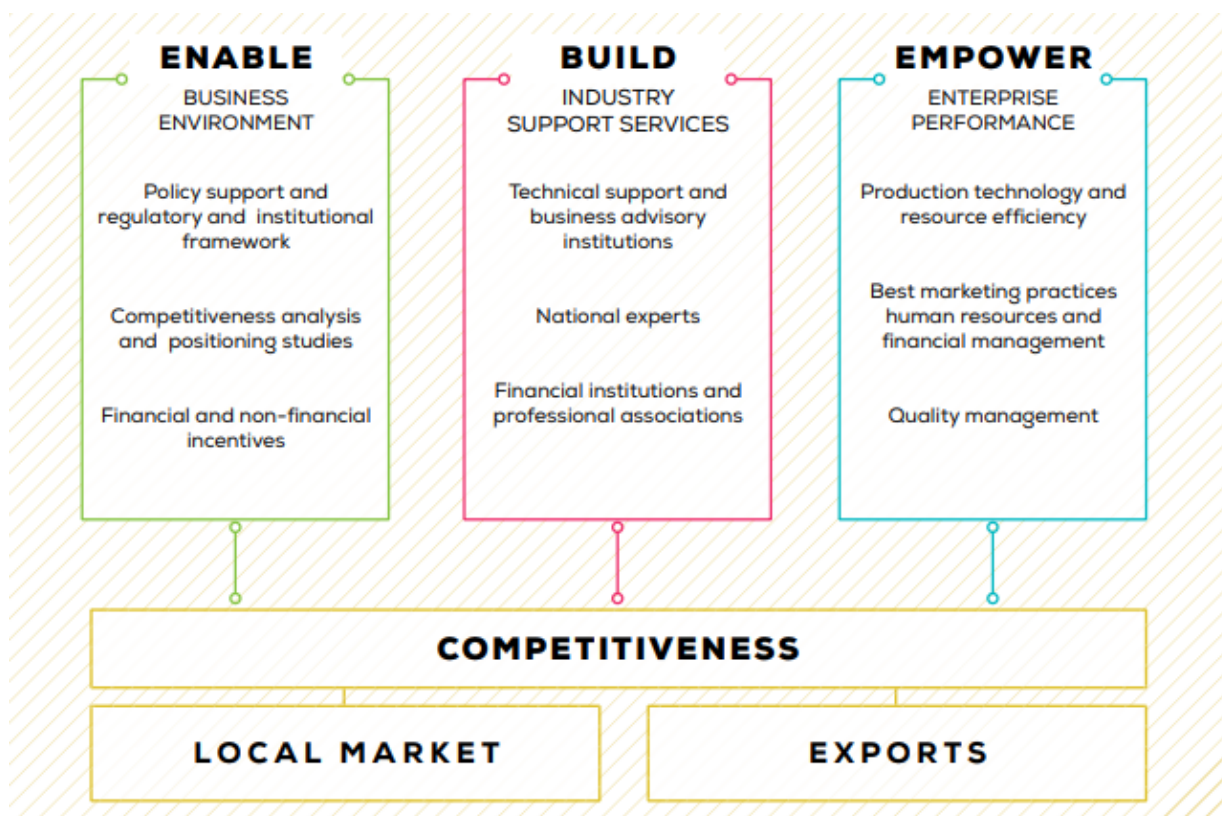 ENABLE
BUSINESS
ENVIRONMENT
Policy support and
regulatory and institutional
framework
Competitiveness analysis
and positioning studies
Financial and non-financial
incentives
BUILD
INDUSTRY
SUPPORT SERVICES
Technical support and
business advisory
institutions
National experts
Financial institutions and
professional associations
EMPOWER
ENTERPRISE
PERFORMANCE
Production technology and
resource efficiency
Best marketing practices
human resources and
financial management
Quality management
COMPETITIVENESS
LOCAL MARKET
EXPORTS